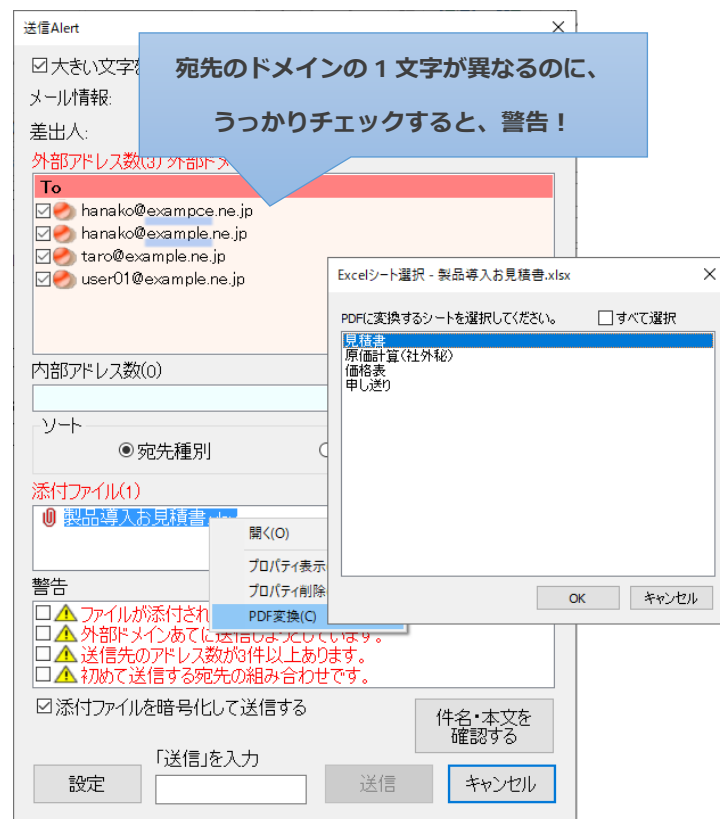 送信Alert
宛先のドメインの 1 文字が異なるのに、
うっかりチェックすると、警告！
大きい文字を
メール情報:
差出人:
外部アドレス数(3) 外部ドメ
To
hanako@exampce.ne.jp
hanako@example.ne.jp
taro@example.ne.jp
user01@example.ne.jp
内部アドレス数(0)
ソート
宛先種別
添付ファイル(1)
製品導入お見積書.xlsx
開く(O)
プロパティ表示
プロパティ削除
PDF変換(C)
Excelシート選択 - 製品導入お見積書.xlsx
PDFに変換するシートを選択してください。
すべて選択
見積書
原価計算(社外秘)
価格表
申し送り
OK
キャンセル
警告
ファイルが添付され
外部ドメインあてに送信しようとしています。
送信先のアドレス数が3件以上あります。
初めて送信する宛先の組み合わせです。
添付ファイルを暗号化して送信する
件名・本文を
確認する
「送信」を入力
設定
送信
キャンセル